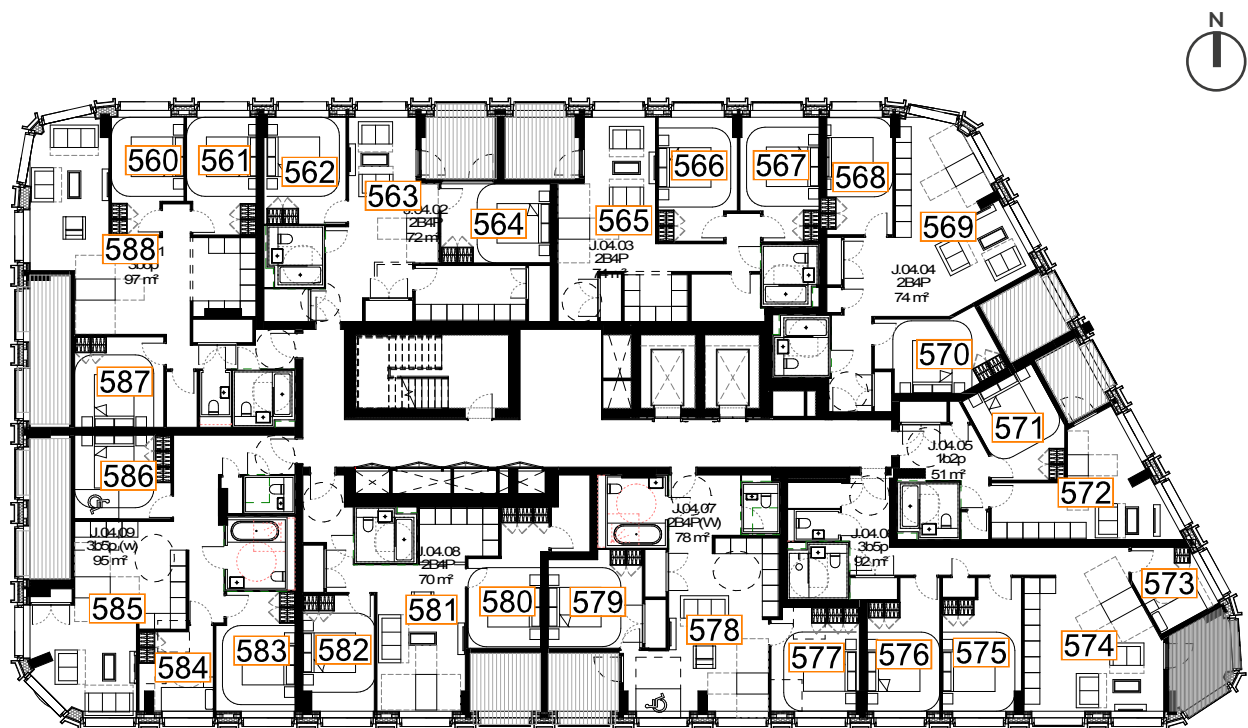 N
560
561
562
563
564
565
566
567
568
569
570
571
572
573
574
575
576
577
578
579
580
581
582
583
584
585
586
587
588
97 m²
J.04.02
2B4P
72 m²
J.04.03
2B4P
J.04.04
2B4P
74 m²
J.04.05
1b2p
51 m²
3b5p
92 m²
J.04.07
2B4P(W)
78 m²
J.04.08
2B4P
70 m²
J.04.09
3b5p.(w)
95 m²